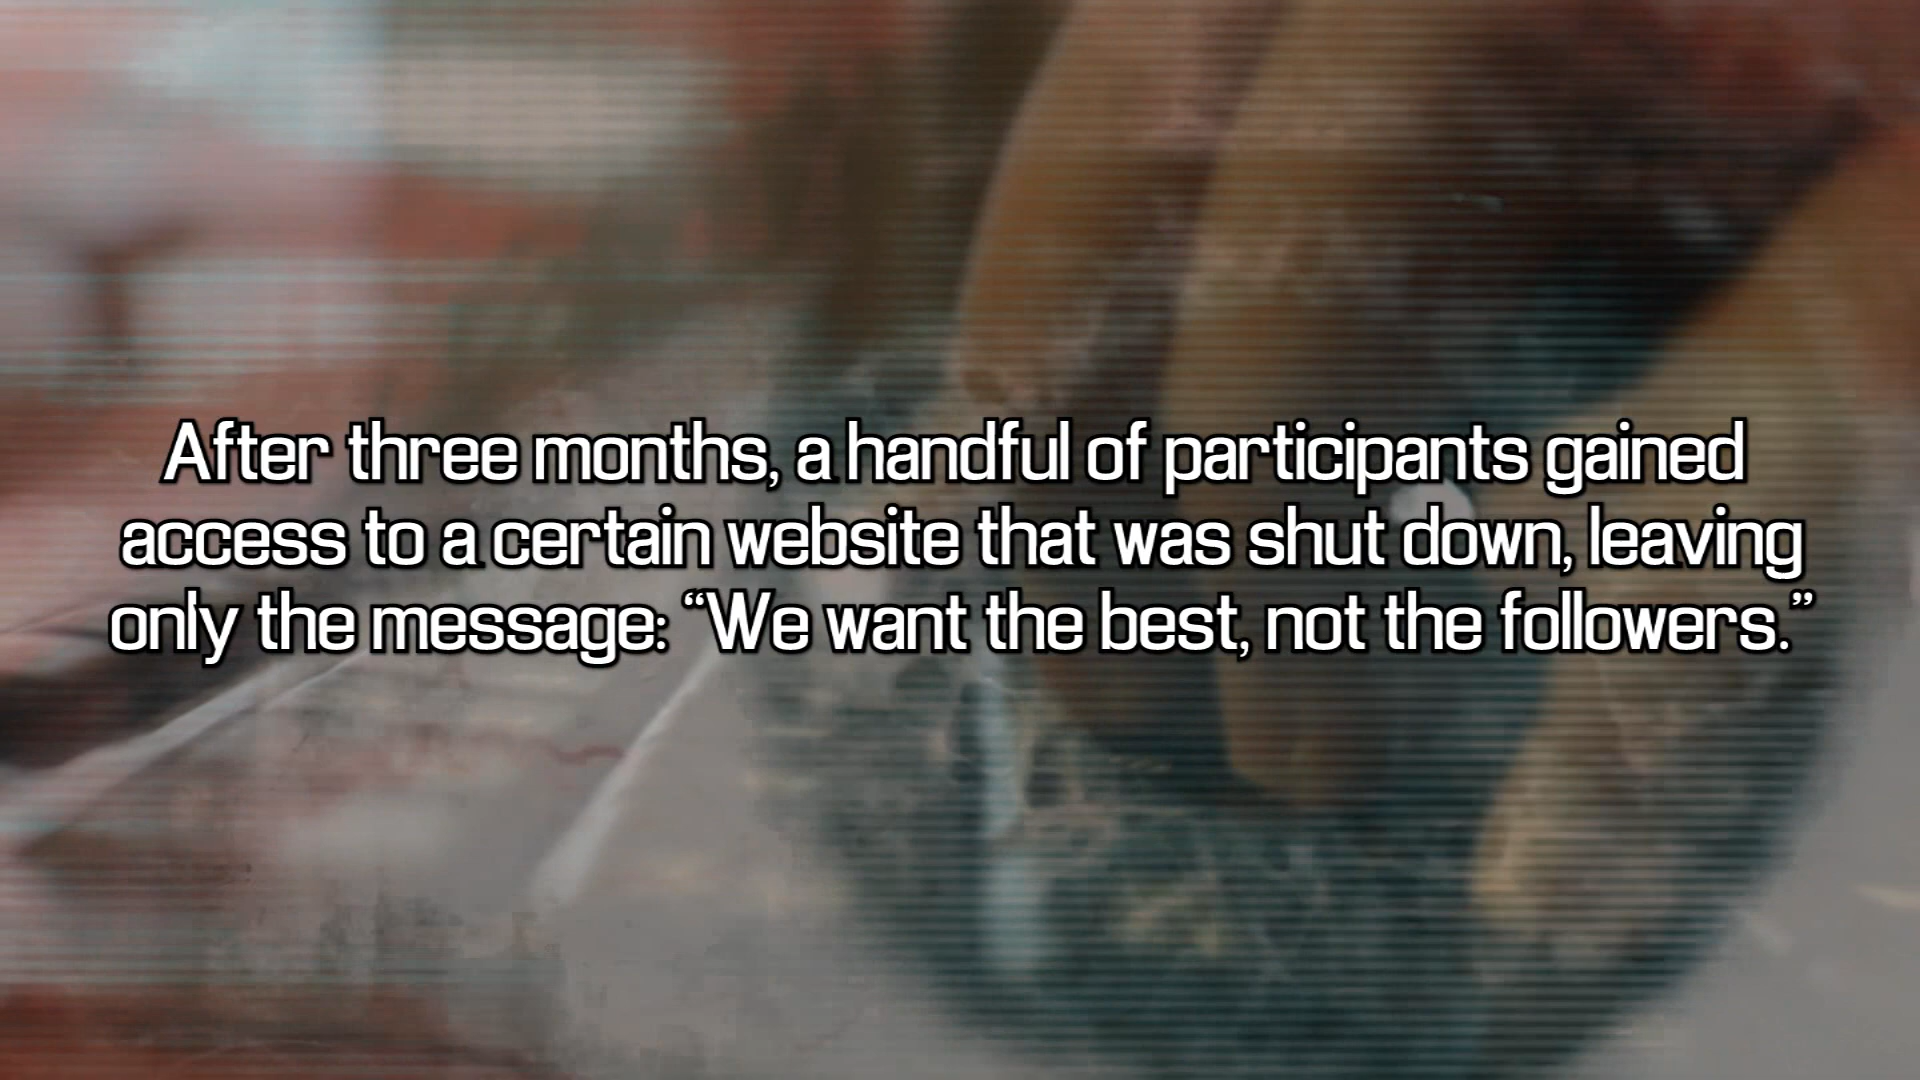 After three months, a handful of participants gained
access to a certain website that was shut down, leaving
only the message: “We want the best, not the followers.”